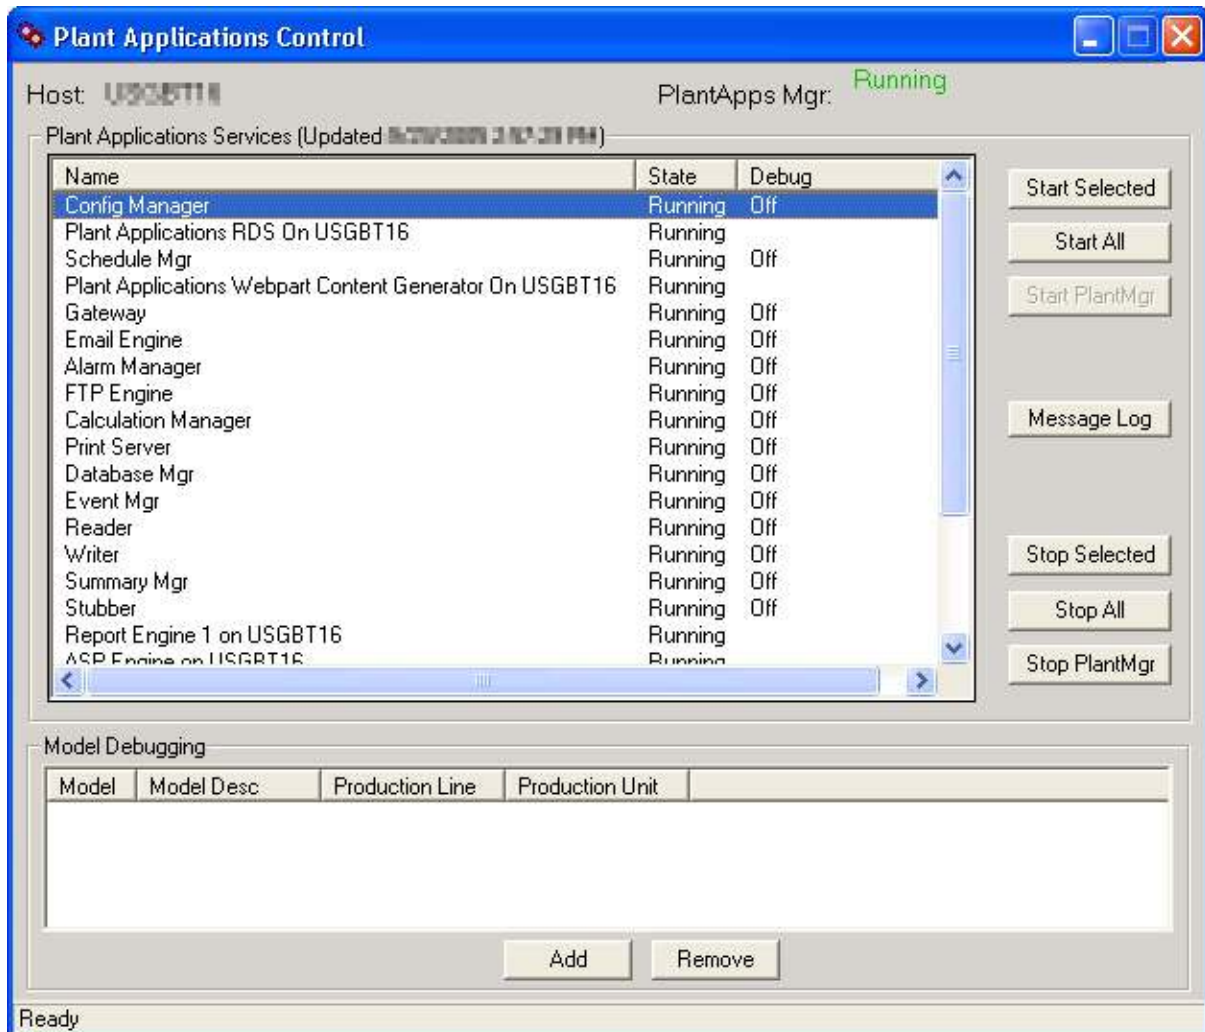 Plant Applications Control
Host: PlantApps Mgr: Running
Plant Applications Services (Updated )
Name State Debug
Config Manager Running Off
Plant Applications RDS On USGBT16 Running
Schedule Mgr Running Off
Plant Applications Webpart Content Generator On USGBT16 Running
Gateway Running Off
Email Engine Running Off
Alarm Manager Running Off
FTP Engine Running Off
Calculation Manager Running Off
Print Server Running Off
Database Mgr Running Off
Event Mgr Running Off
Reader Running Off
Writer Running Off
Summary Mgr Running Off
Stubber Running Off
Report Engine 1 on USGBT16 Running
ASP Engine on USGBT16 Running
Start Selected
Start All
Start PlantMgr
Message Log
Stop Selected
Stop All
Stop PlantMgr
Model Debugging
Model Model Desc Production Line Production Unit
Add Remove
Ready